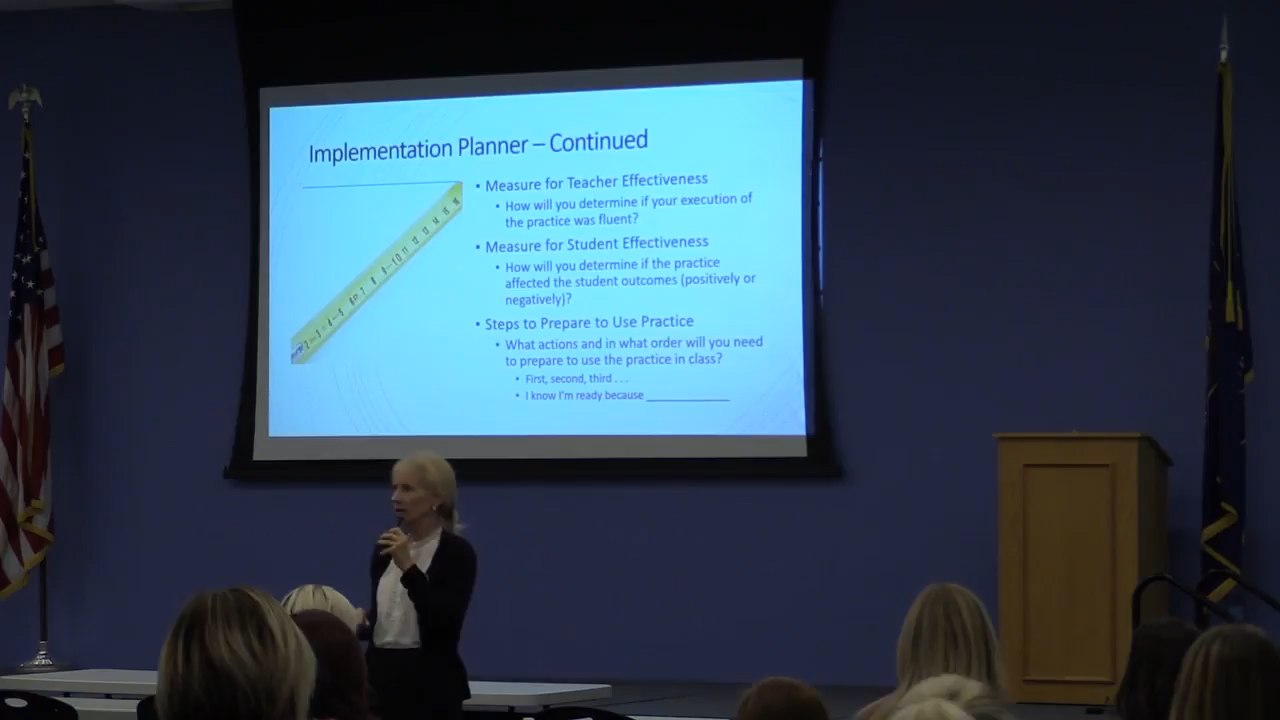 Implementation Planner – Continued
• Measure for Teacher Effectiveness
• How will you determine if your execution of
the practice was fluent?
• Measure for Student Effectiveness
• How will you determine if the practice
affected the student outcomes (positively or
negatively)?
• Steps to Prepare to Use Practice
• What actions and in what order will you need
to prepare to use the practice in class?
• First, second, third . . .
• I know I'm ready because ____________